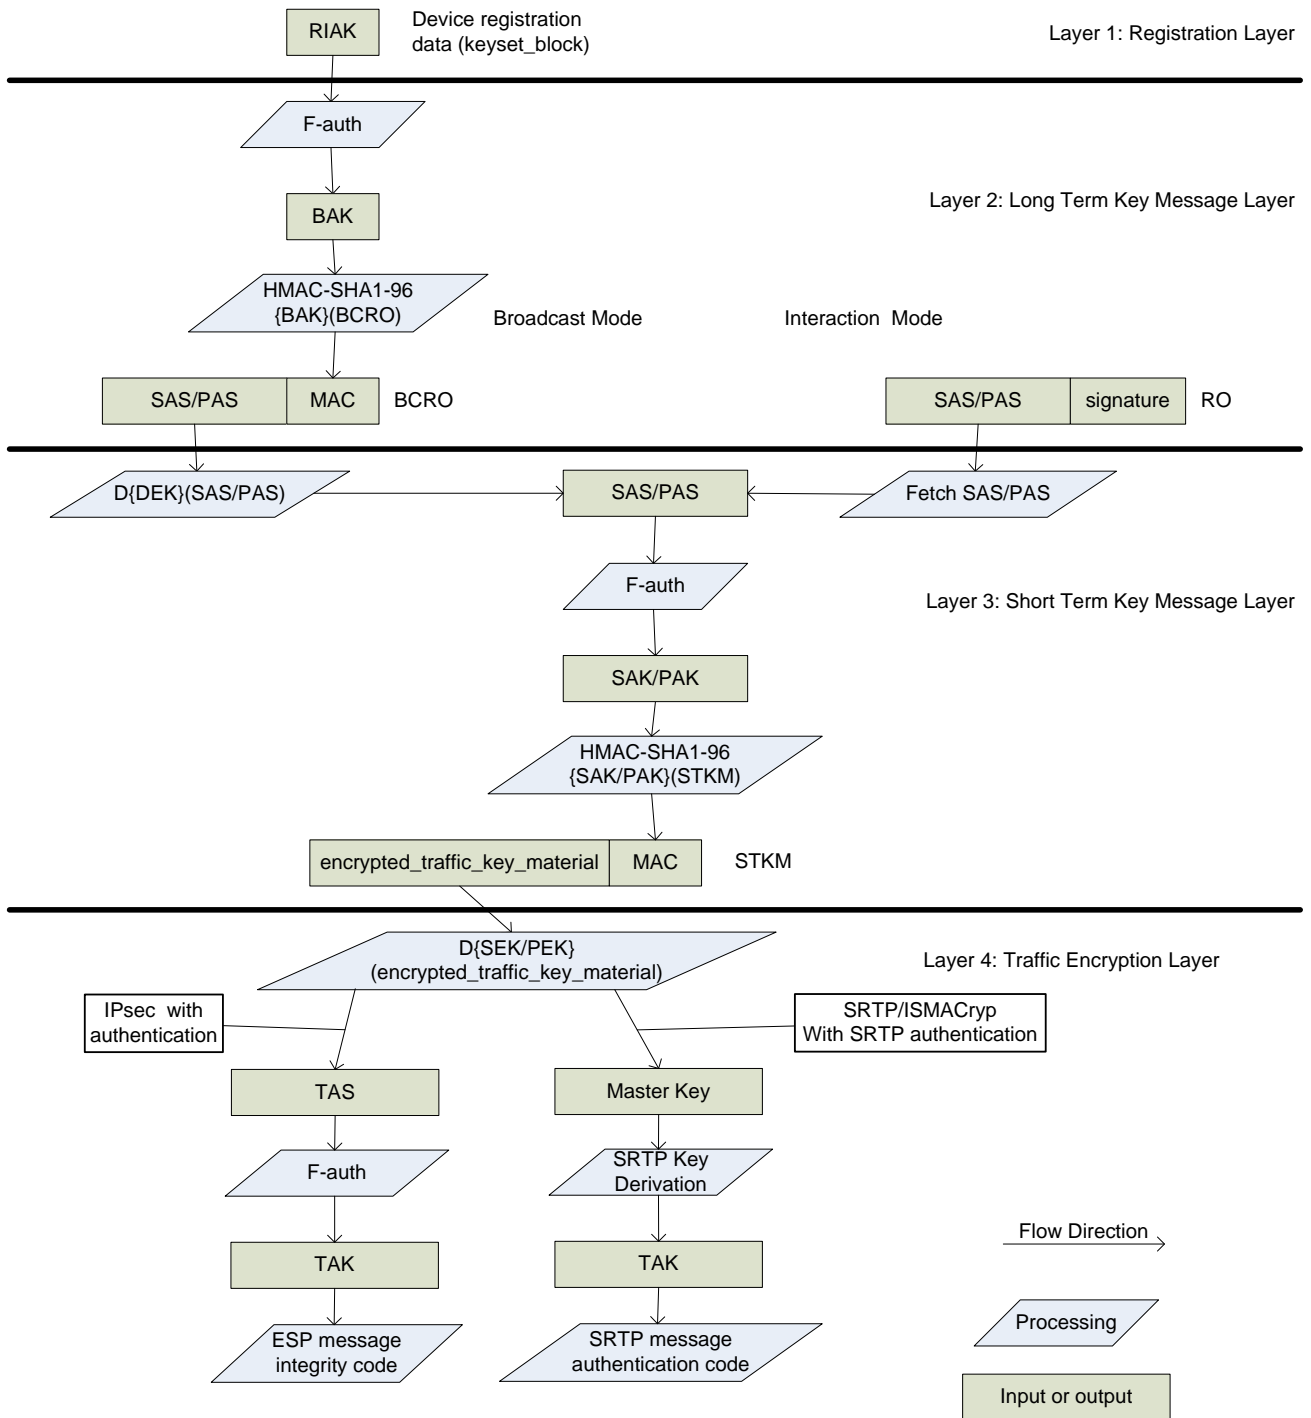 RIAK
Device registration
data (keyset_block)
Layer 1: Registration Layer
F-auth
BAK
Layer 2: Long Term Key Message Layer
HMAC-SHA1-96
{BAK}(BCRO)
Broadcast Mode
Interaction Mode
SAS/PAS
MAC
BCRO
SAS/PAS
signature
RO
D{DEK}(SAS/PAS)
SAS/PAS
Fetch SAS/PAS
F-auth
Layer 3: Short Term Key Message Layer
SAK/PAK
HMAC-SHA1-96
{SAK/PAK}(STKM)
encrypted_traffic_key_material
MAC
STKM
D{SEK/PEK}
(encrypted_traffic_key_material)
Layer 4: Traffic Encryption Layer
IPsec with
authentication
SRTP/ISMACryp
With SRTP authentication
TAS
Master Key
F-auth
SRTP Key
Derivation
TAK
TAK
Flow Direction
ESP message
integrity code
SRTP message
authentication code
Processing
Input or output